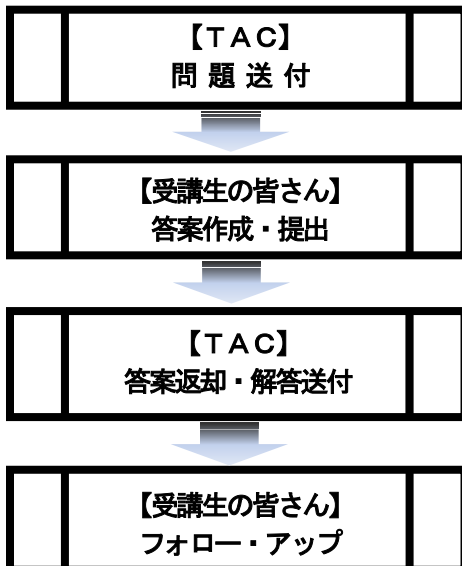 【ＴＡＣ】
問 題 送 付
【受講生の皆さん】
答案作成・提出
【ＴＡＣ】
答案返却・解答送付
【受講生の皆さん】
フォロー・アップ